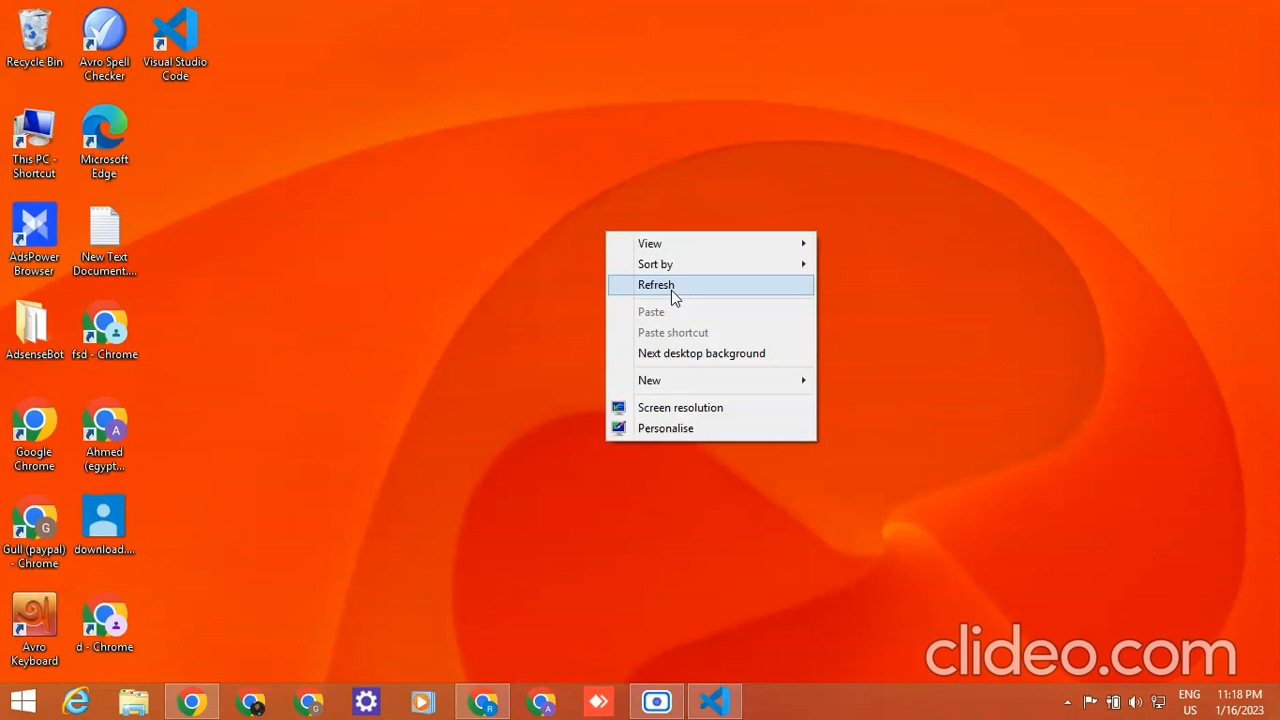 Recycle Bin
Avro Spell
Checker
Visual Studio
Code
This PC -
Shortcut
Microsoft
Edge
AdsPower
Browser
New Text
Document....
AdsenseBot
fsd - Chrome
Google
Chrome
A
Ahmed
(egypt...
G
Gull (paypal)
- Chrome
download....
Avro
Keyboard
d - Chrome
View
Sort by
Refresh
Paste
Paste shortcut
Next desktop background
New
Screen resolution
Personalise
clideo.com
G
R
A
ENG
US
11:18 PM
1/16/2023